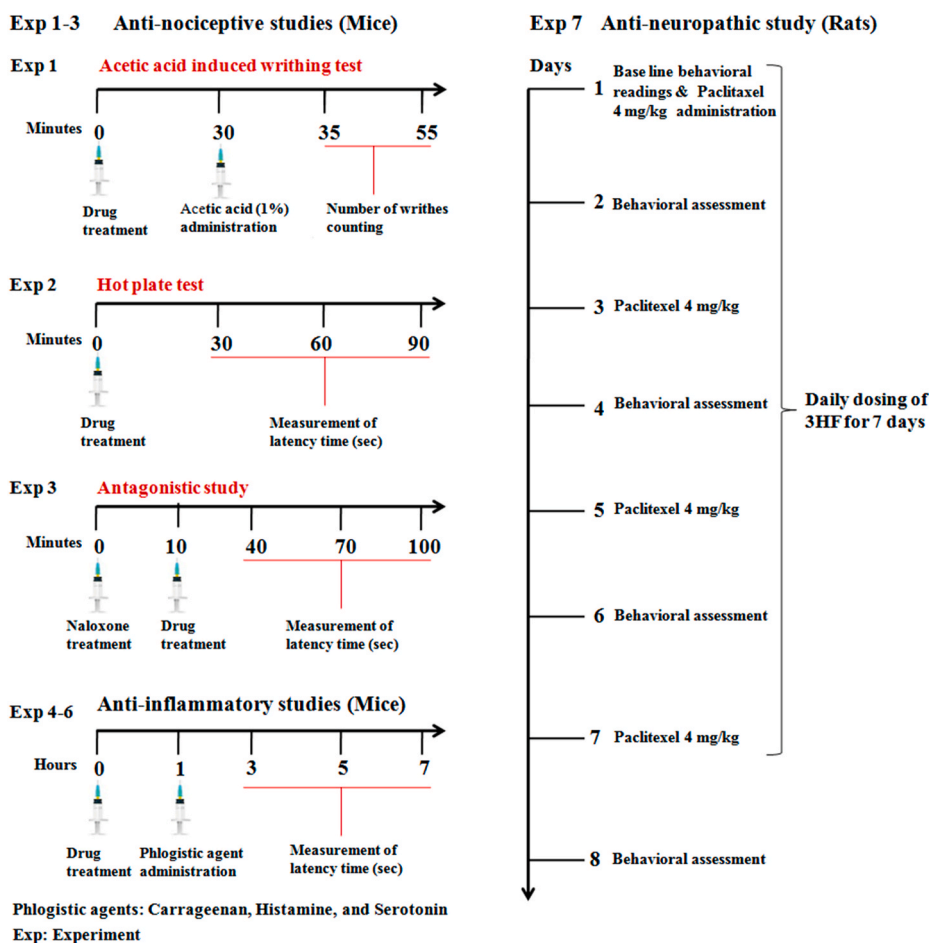 Exp 1-3 Anti-nociceptive studies (Mice)
Exp 1 Acetic acid induced writhing test
Minutes 0 30 35 55
Drug
treatment
Acetic acid (1%)
administration
Number of writhes
counting
Exp 2 Hot plate test
Minutes 0 30 60 90
Drug
treatment
Measurement of
latency time (sec)
Exp 3 Antagonistic study
Minutes 0 10 40 70 100
Naloxone
treatment
Drug
treatment
Measurement of
latency time (sec)
Exp 4-6 Anti-inflammatory studies (Mice)
Hours 0 1 3 5 7
Drug
treatment
Phlogistic agent
administration
Measurement of
latency time (sec)
Phlogistic agents: Carrageenan, Histamine, and Serotonin
Exp: Experiment
Exp 7 Anti-neuropathic study (Rats)
Days
1 Base line behavioral
readings & Paclitaxel
4 mg/kg administration
2 Behavioral assessment
3 Paclitexel 4 mg/kg
4 Behavioral assessment
5 Paclitexel 4 mg/kg
6 Behavioral assessment
7 Paclitexel 4 mg/kg
8 Behavioral assessment
Daily dosing of
3HF for 7 days